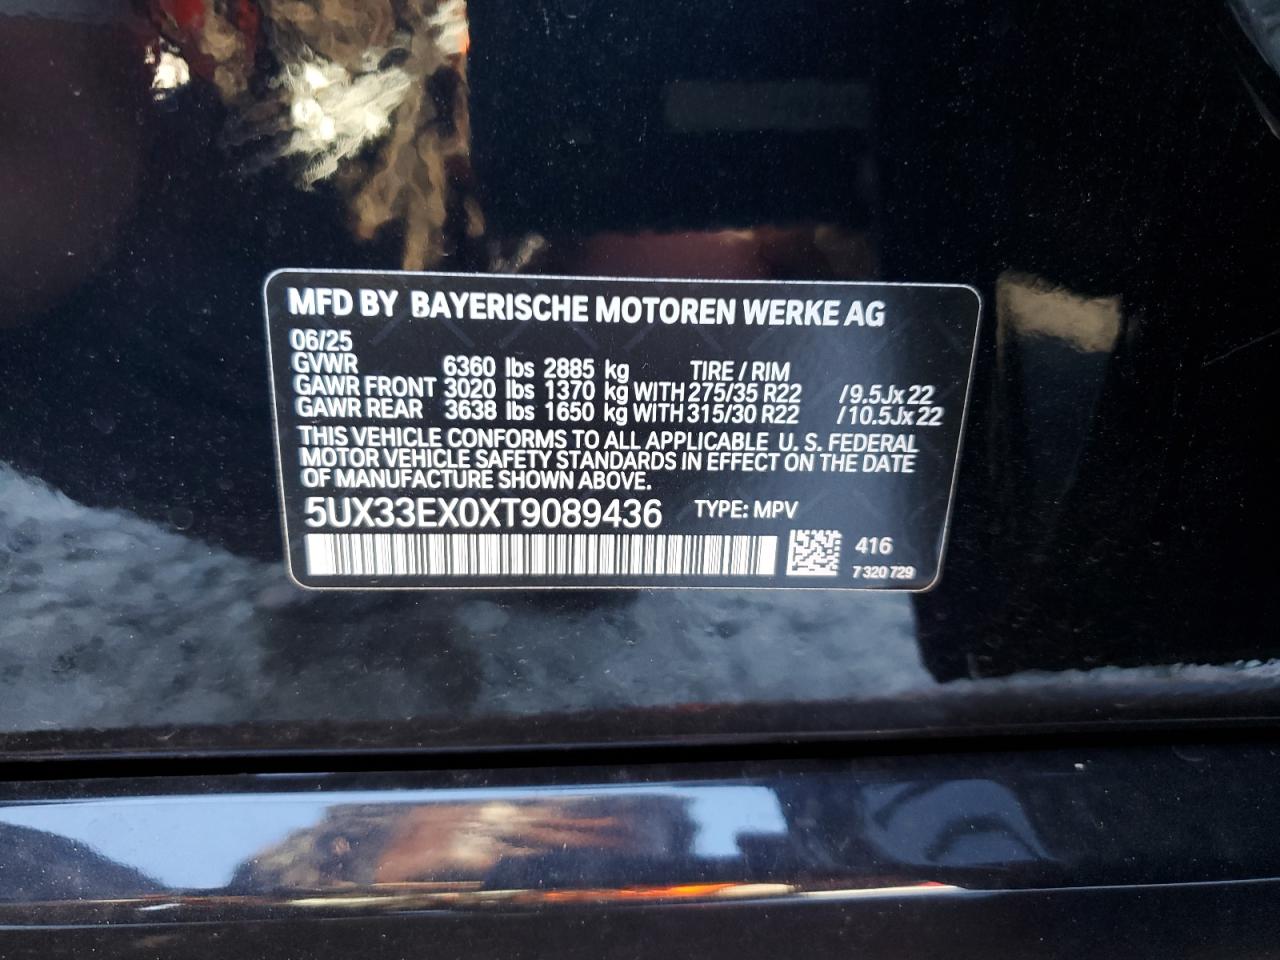 MFD BY BAYERISCHE MOTOREN WERKE AG
06/25
GVWR 6360 lbs 2885 kg TIRE / RIM
GAWR FRONT 3020 lbs 1370 kg WITH 275/35 R22 /9.5Jx22
GAWR REAR 3638 lbs 1650 kg WITH 315/30 R22 /10.5Jx22
THIS VEHICLE CONFORMS TO ALL APPLICABLE U. S. FEDERAL
MOTOR VEHICLE SAFETY STANDARDS IN EFFECT ON THE DATE
OF MANUFACTURE SHOWN ABOVE.
5UX33EX0XT9089436 TYPE: MPV
416
7 320 729